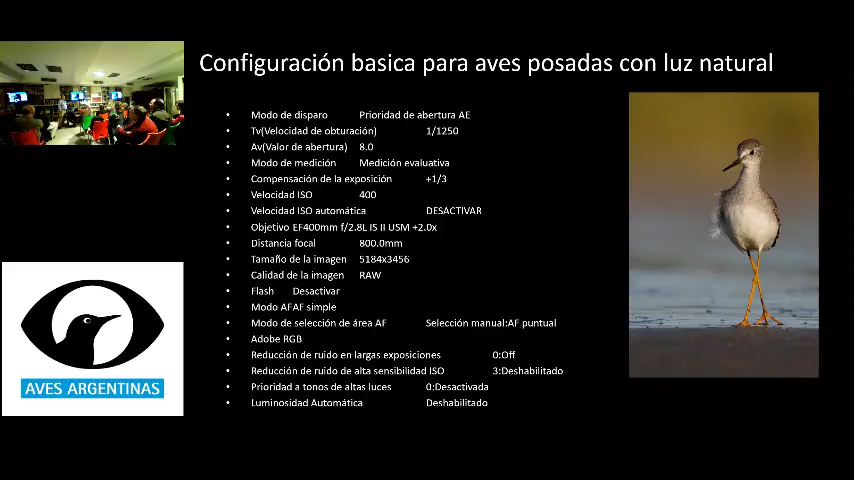 Configuración basica para aves posadas con luz natural
• Modo de disparo Prioridad de abertura AE
• Tv(Velocidad de obturación) 1/1250
• Av(Valor de abertura) 8.0
• Modo de medición Medición evaluativa
• Compensación de la exposición +1/3
• Velocidad ISO 400
• Velocidad ISO automática DESACTIVAR
• Objetivo EF400mm f/2.8L IS II USM +2.0x
• Distancia focal 800.0mm
• Tamaño de la imagen 5184x3456
• Calidad de la imagen RAW
• Flash Desactivar
• Modo AFAF simple
• Modo de selección de área AF Selección manual:AF puntual
• Adobe RGB
• Reducción de ruido en largas exposiciones 0:Off
• Reducción de ruido de alta sensibilidad ISO 3:Deshabilitado
• Prioridad a tonos de altas luces 0:Desactivada
• Luminosidad Automática Deshabilitado
AVES ARGENTINAS